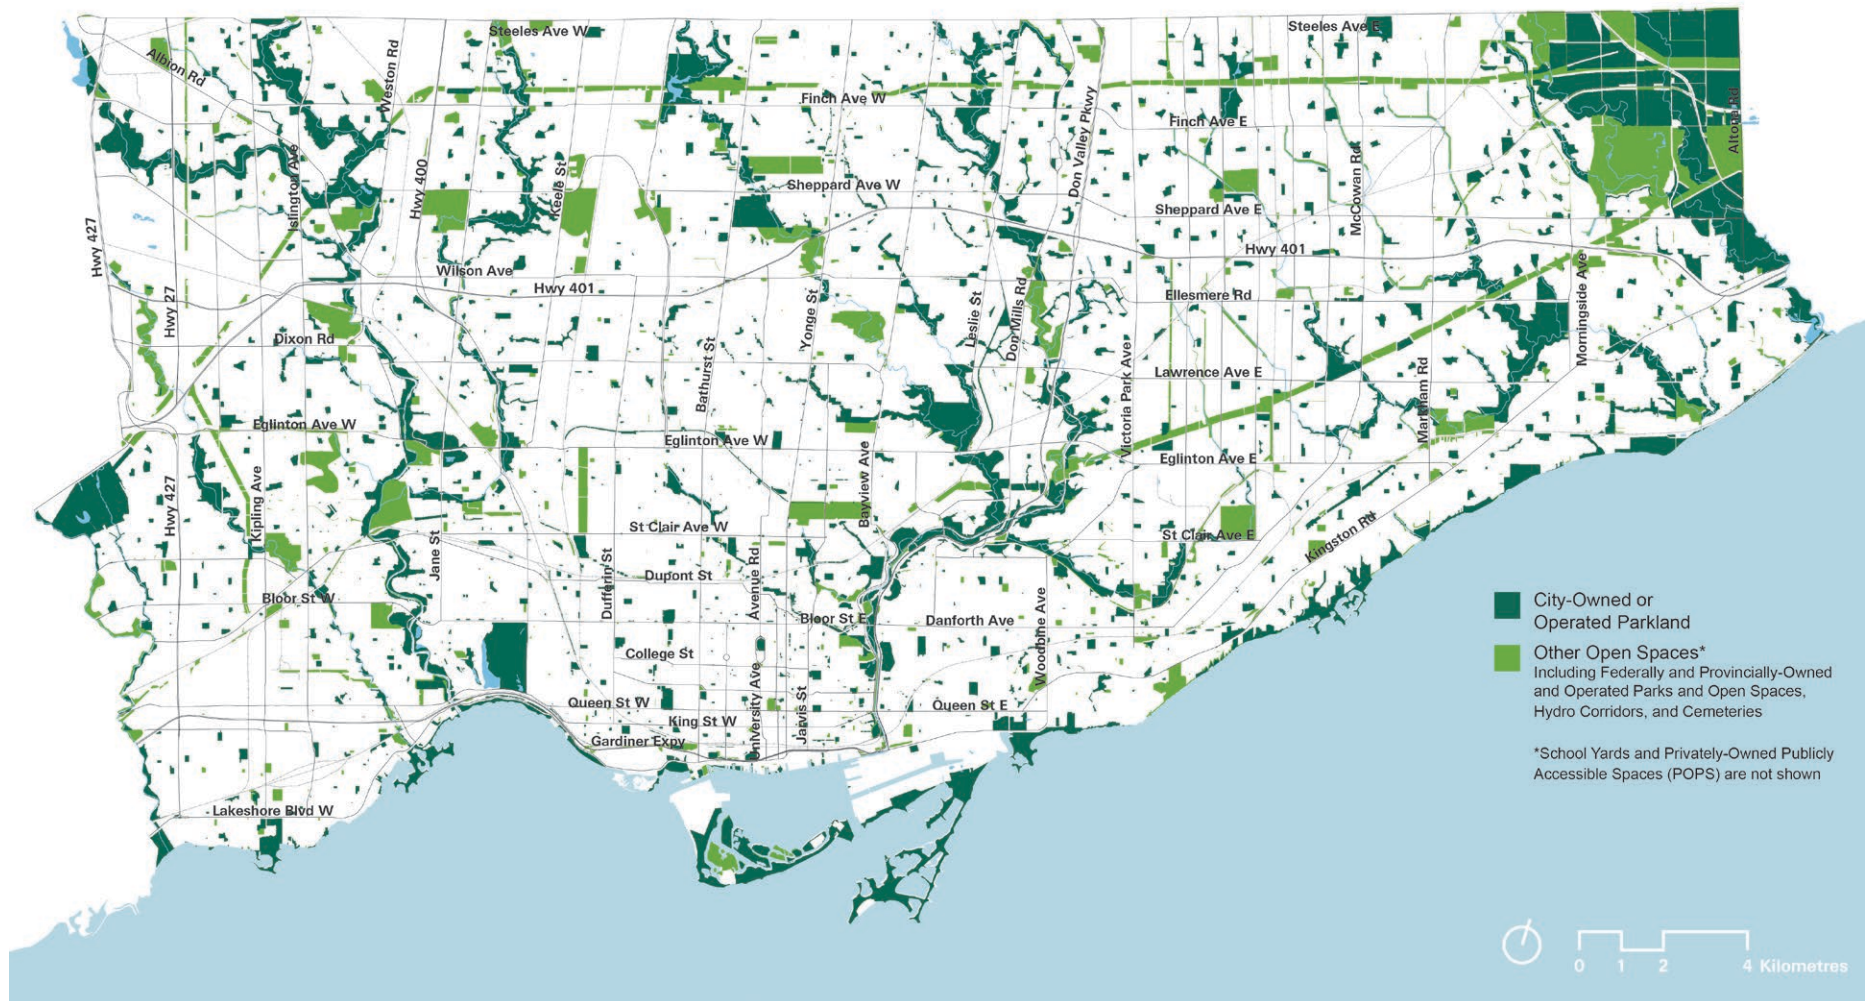 Steeles Ave W
Steeles Ave E
Albion Rd
Weston Rd
Finch Ave W
Finch Ave E
Don Valley Pkwy
Altona Rd
Islington Ave
Hwy 400
Keele St
Sheppard Ave W
Sheppard Ave E
McCowan Rd
Hwy 427
Hwy 27
Wilson Ave
Hwy 401
Hwy 401
Ellesmere Rd
Morningside Ave
Dixon Rd
Bathurst St
Yonge St
Leslie St
Don Mills Rd
Victoria Park Ave
Lawrence Ave E
Markham Rd
Eglinton Ave W
Eglinton Ave W
Eglinton Ave E
Hwy 427
Kipling Ave
Bayview Ave
St Clair Ave W
St Clair Ave E
Kingston Rd
Jane St
Dufferin St
Dupont St
Avenue Rd
Bloor St W
Bloor St E
Danforth Ave
Woodbine Ave
College St
Queen St W
King St W
University Ave
Jarvis St
Queen St E
Gardiner Expy
Lakeshore Blvd W
City-Owned or
Operated Parkland
Other Open Spaces*
Including Federally and Provincially-Owned
and Operated Parks and Open Spaces,
Hydro Corridors, and Cemeteries
*School Yards and Privately-Owned Publicly
Accessible Spaces (POPS) are not shown
0 1 2 4 Kilometres